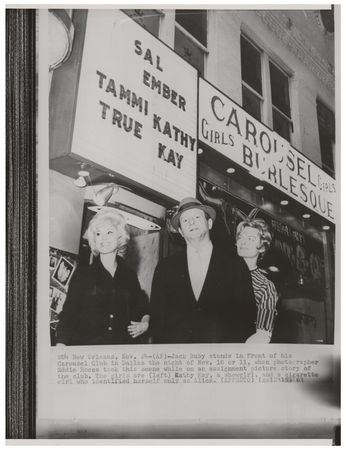 SAL
EMBER
TAMMI KATHY
TRUE KAY
CAROUSEL
GIRLS GIRLS
BURLESQUE
New Orleans, Nov. 24-(AP)-Jack Ruby stands in front of his
Carousel Club in Dallas the night of Nov. 10 or 11, when photographer
Eddie Rocco took this scene while on an assignment picture story of
the club. The girls are (left) Kathy Kay, a showgirl, and a cigarette
girl who identified herself only as Alice. (APWIREPHOTO)